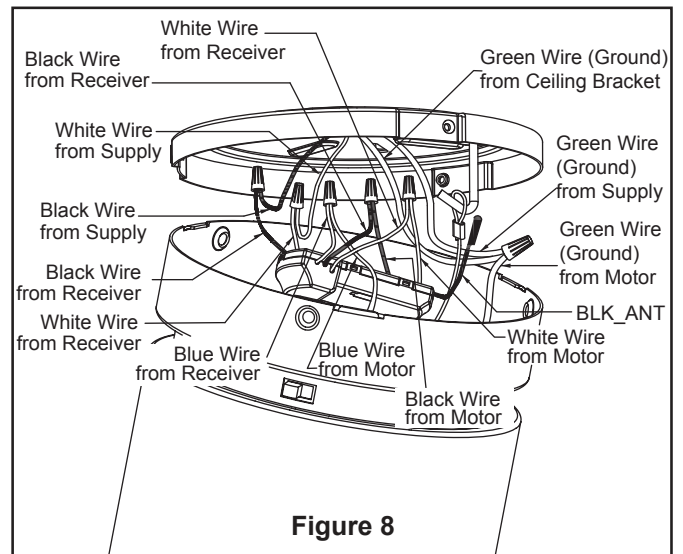 White Wire
from Receiver
Black Wire
from Receiver
Green Wire (Ground)
from Ceiling Bracket
White Wire
from Supply
Green Wire
(Ground)
from Supply
Black Wire
from Supply
Green Wire
(Ground)
from Motor
Black Wire
from Receiver
BLK_ANT
White Wire
from Receiver
White Wire
from Motor
Blue Wire
from Receiver
Blue Wire
from Motor
Black Wire
from Motor
Figure 8